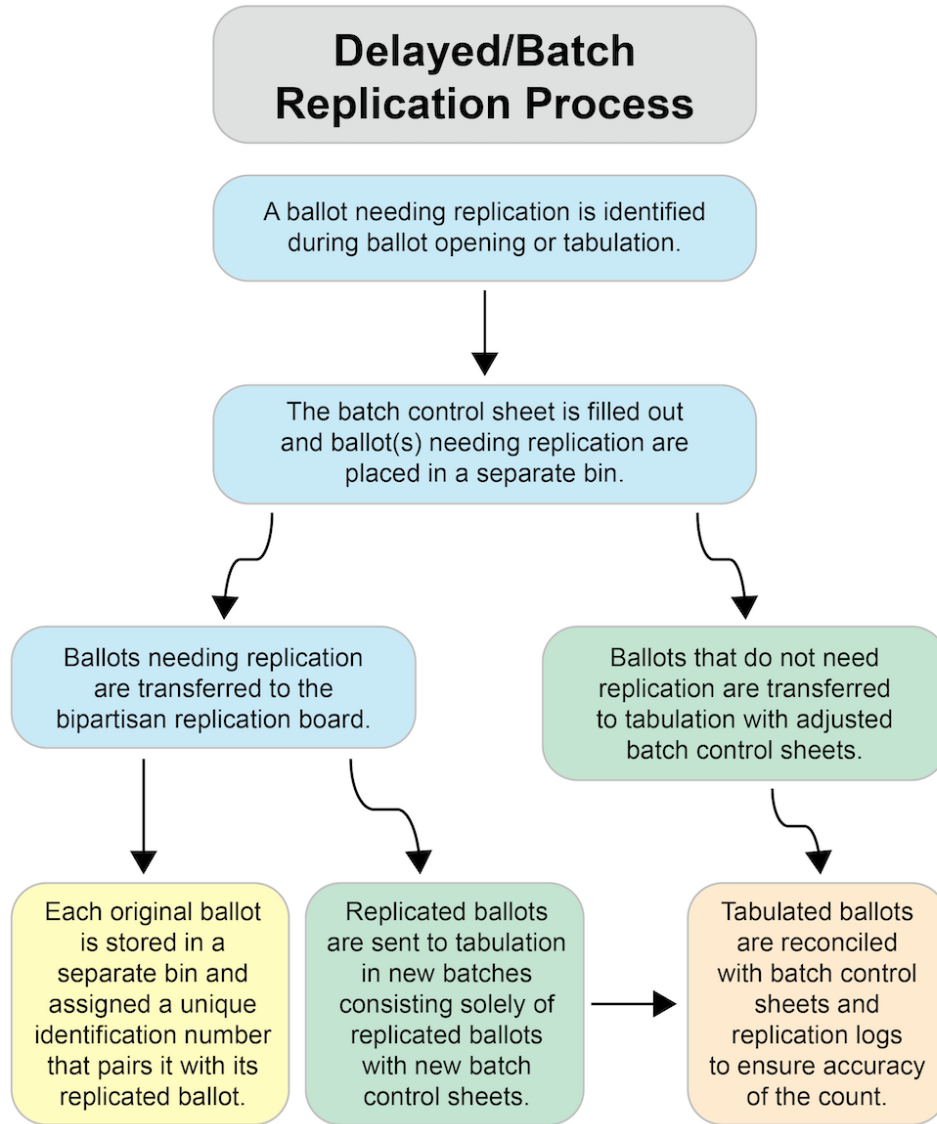 Delayed/Batch
Replication Process
A ballot needing replication is identified
during ballot opening or tabulation.
The batch control sheet is filled out
and ballot(s) needing replication are
placed in a separate bin.
Ballots needing replication
are transferred to the
bipartisan replication board.
Ballots that do not need
replication are transferred
to tabulation with adjusted
batch control sheets.
Each original ballot
is stored in a
separate bin and
assigned a unique
identification number
that pairs it with its
replicated ballot.
Replicated ballots
are sent to tabulation
in new batches
consisting solely of
replicated ballots
with new batch
control sheets.
Tabulated ballots
are reconciled
with batch control
sheets and
replication logs
to ensure accuracy
of the count.